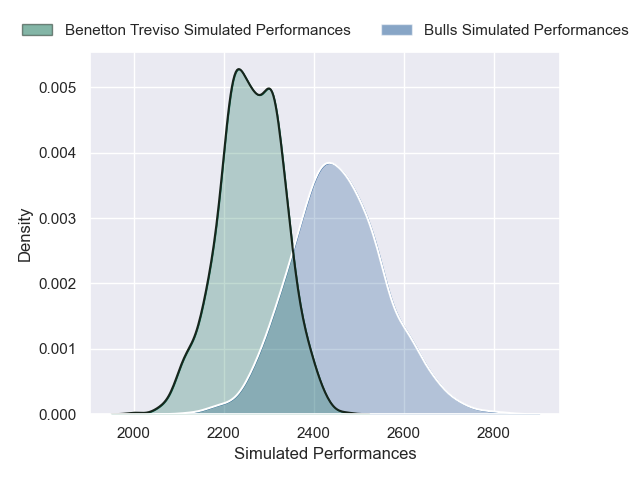 Benetton Treviso Simulated Performances Bulls Simulated Performances
0.005
0.004
0.003
0.002
0.001
0.000
Density
2000 2200 2400 2600 2800
Simulated Performances